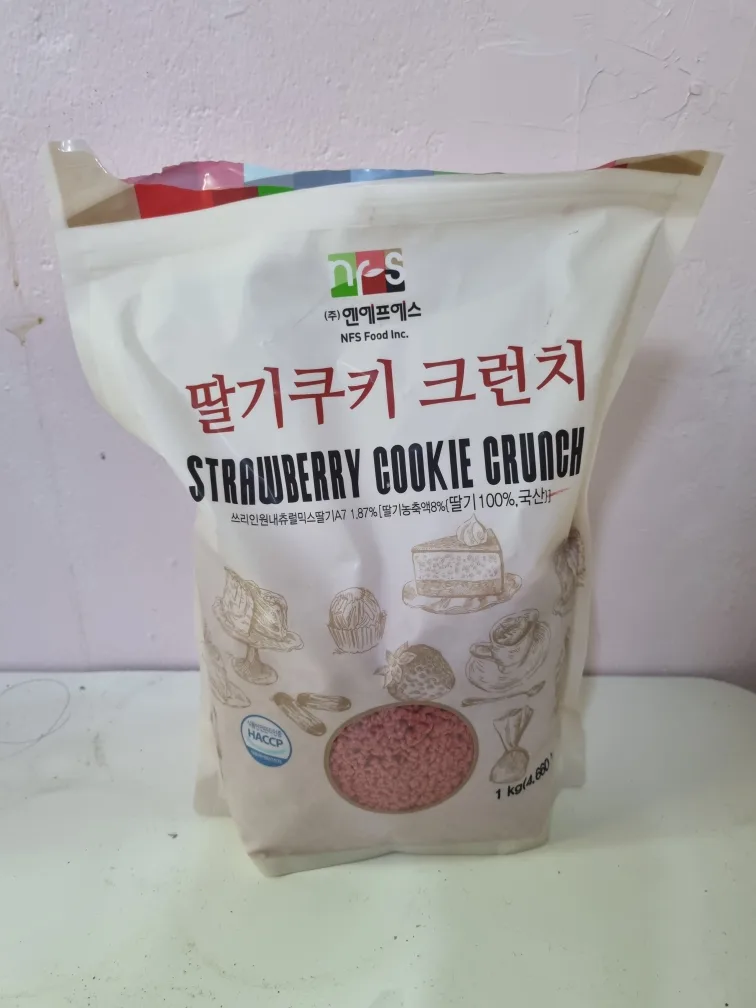 nfs
(주)엔에프에스
NFS Food Inc.
딸기쿠키 크런치
STRAWBERRY COOKIE CRUNCH
쓰리인원내츄럴믹스딸기A7 1.87%[딸기농축액8%{딸기100%,국산}]
HACCP
1 kg(4,660